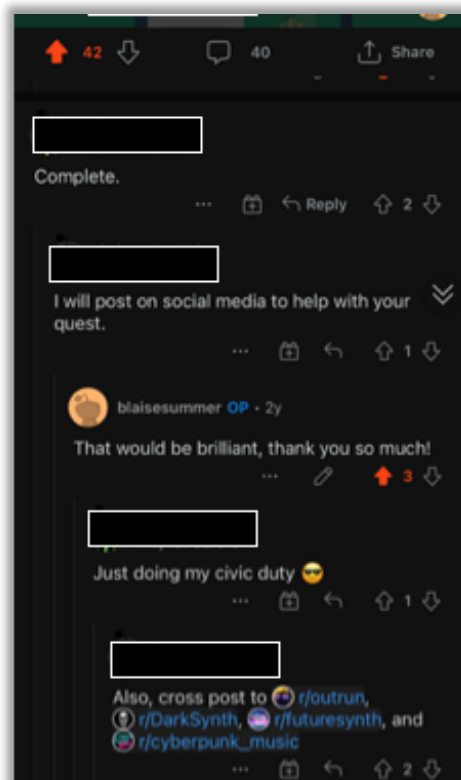 42 40 Share
Complete.
... Reply 2
I will post on social media to help with your
quest.
... 1
blaisesummer OP • 2y
That would be brilliant, thank you so much!
... 3
Just doing my civic duty 😎
... 1
Also, cross post to r/outrun,
r/DarkSynth, r/futuresynth, and
r/cyberpunk_music
... 2